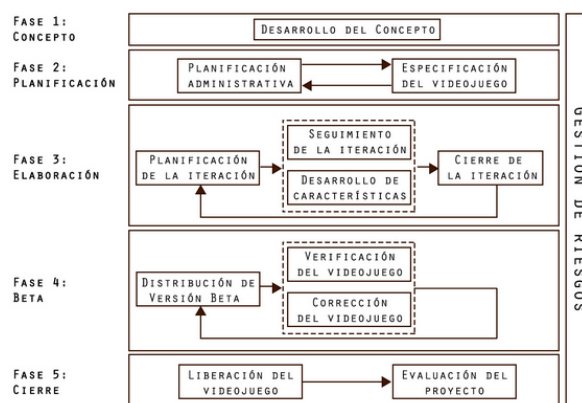 FASE 1:
CONCEPTO
DESARROLLO DEL CONCEPTO
FASE 2:
PLANIFICACIÓN
PLANIFICACIÓN
ADMINISTRATIVA
ESPECIFICACIÓN
DEL VIDEOJUEGO
FASE 3:
ELABORACIÓN
PLANIFICACIÓN
DE LA ITERACIÓN
SEGUIMIENTO
DE LA ITERACIÓN
DESARROLLO DE
CARACTERÍSTICAS
CIERRE DE
LA ITERACIÓN
FASE 4:
BETA
DISTRIBUCIÓN DE
VERSIÓN BETA
VERIFICACIÓN
DEL VIDEOJUEGO
CORRECCIÓN
DEL VIDEOJUEGO
FASE 5:
CIERRE
LIBERACIÓN DEL
VIDEOJUEGO
EVALUACIÓN DEL
PROYECTO
GESTIÓN DE RIESGOS